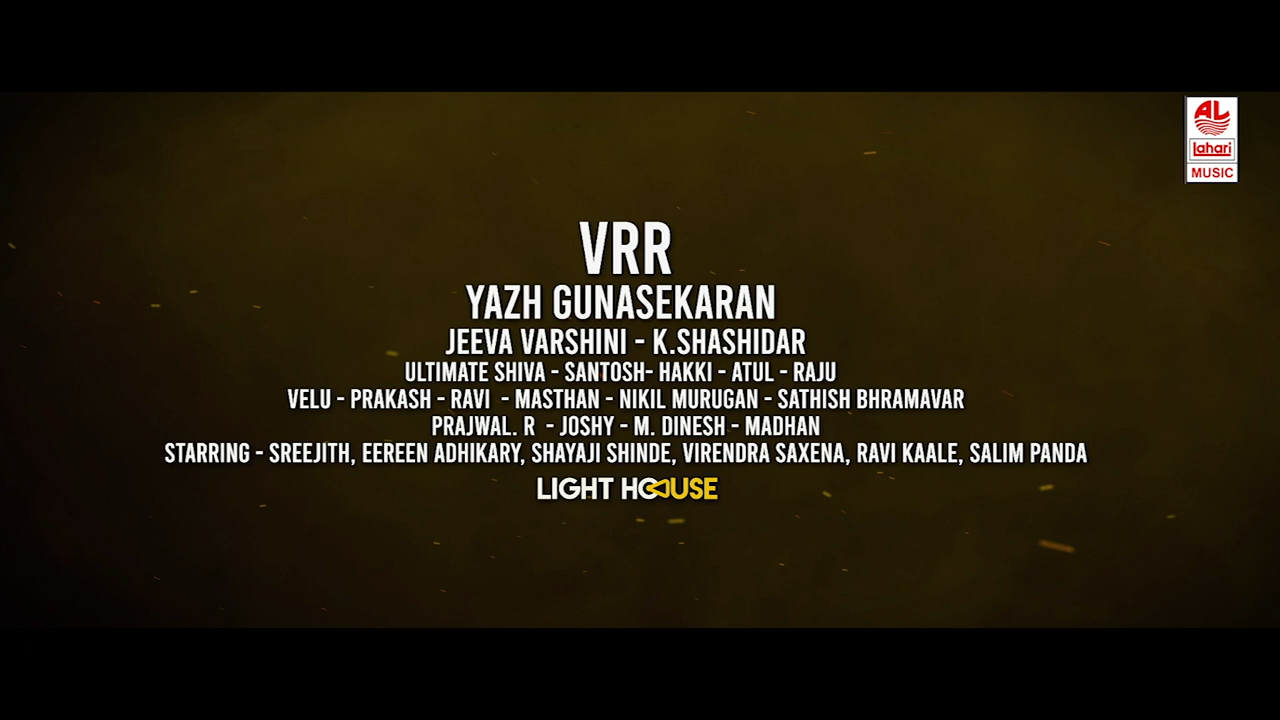 AL
Lahari
MUSIC
VRR
YAZH GUNASEKARAN
JEEVA VARSHINI - K.SHASHIDAR
ULTIMATE SHIVA - SANTOSH- HAKKI - ATUL - RAJU
VELU - PRAKASH - RAVI - MASTHAN - NIKIL MURUGAN - SATHISH BHRAMAVAR
PRAJWAL. R - JOSHY - M. DINESH - MADHAN
STARRING - SREEJITH, EEREEN ADHIKARY, SHAYAJI SHINDE, VIRENDRA SAXENA, RAVI KAALE, SALIM PANDA
LIGHT HOUSE